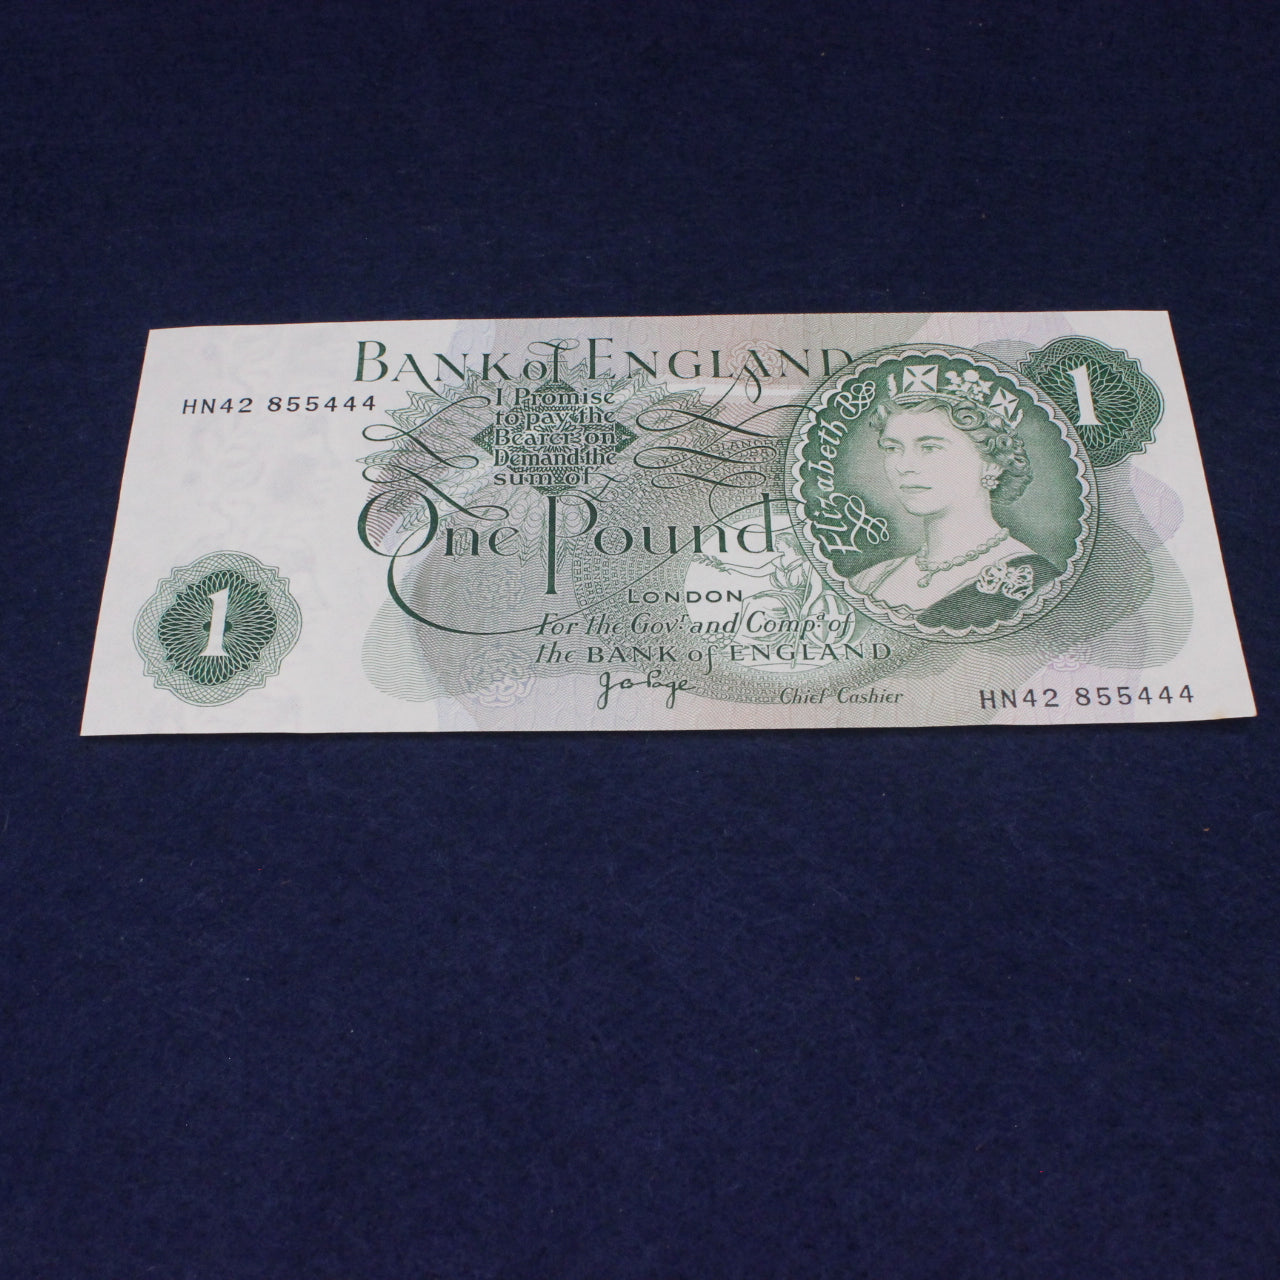 BANK of ENGLAND
1
HN42 855444
I Promise
to pay the
Bearer on
Demand the
sum of
One Pound
Elizabeth R
LONDON
For the Govr. and Compa. of
the BANK of ENGLAND
1
J B Page
Chief Cashier
HN42 855444